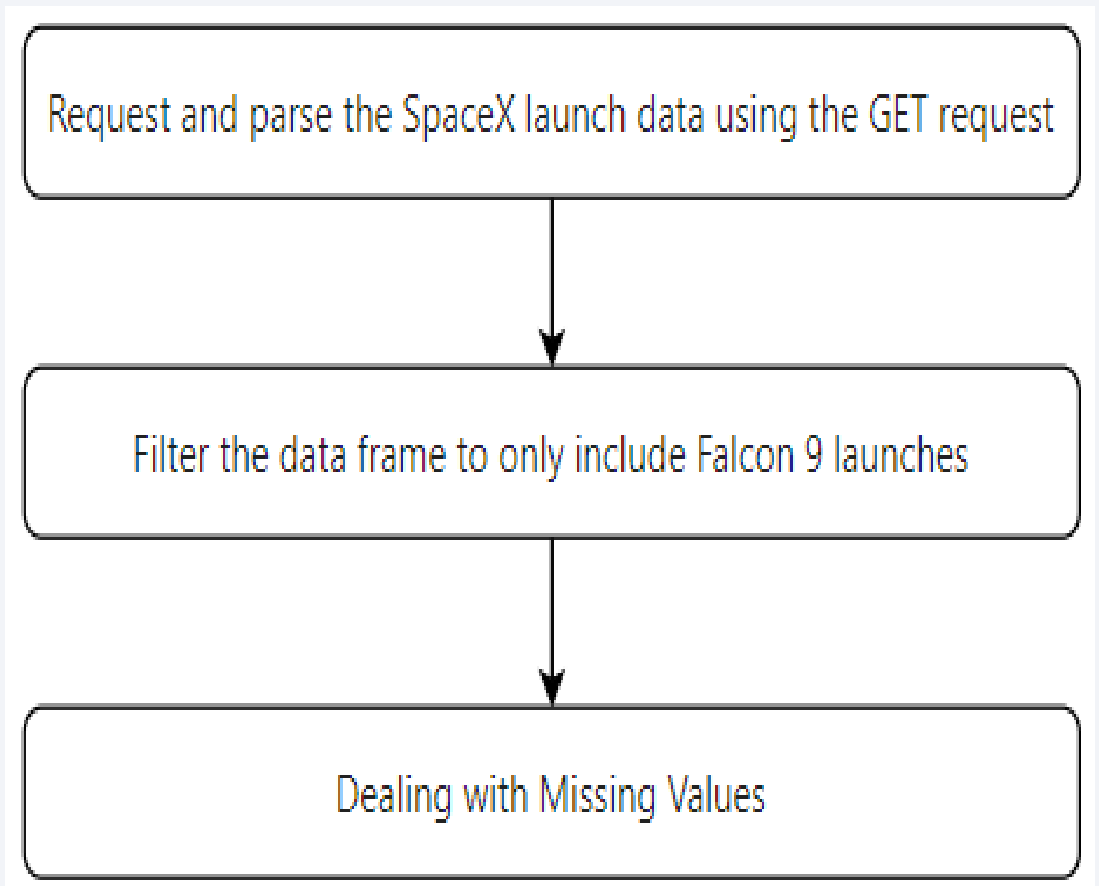 Request and parse the SpaceX launch data using the GET request
Filter the data frame to only include Falcon 9 launches
Dealing with Missing Values